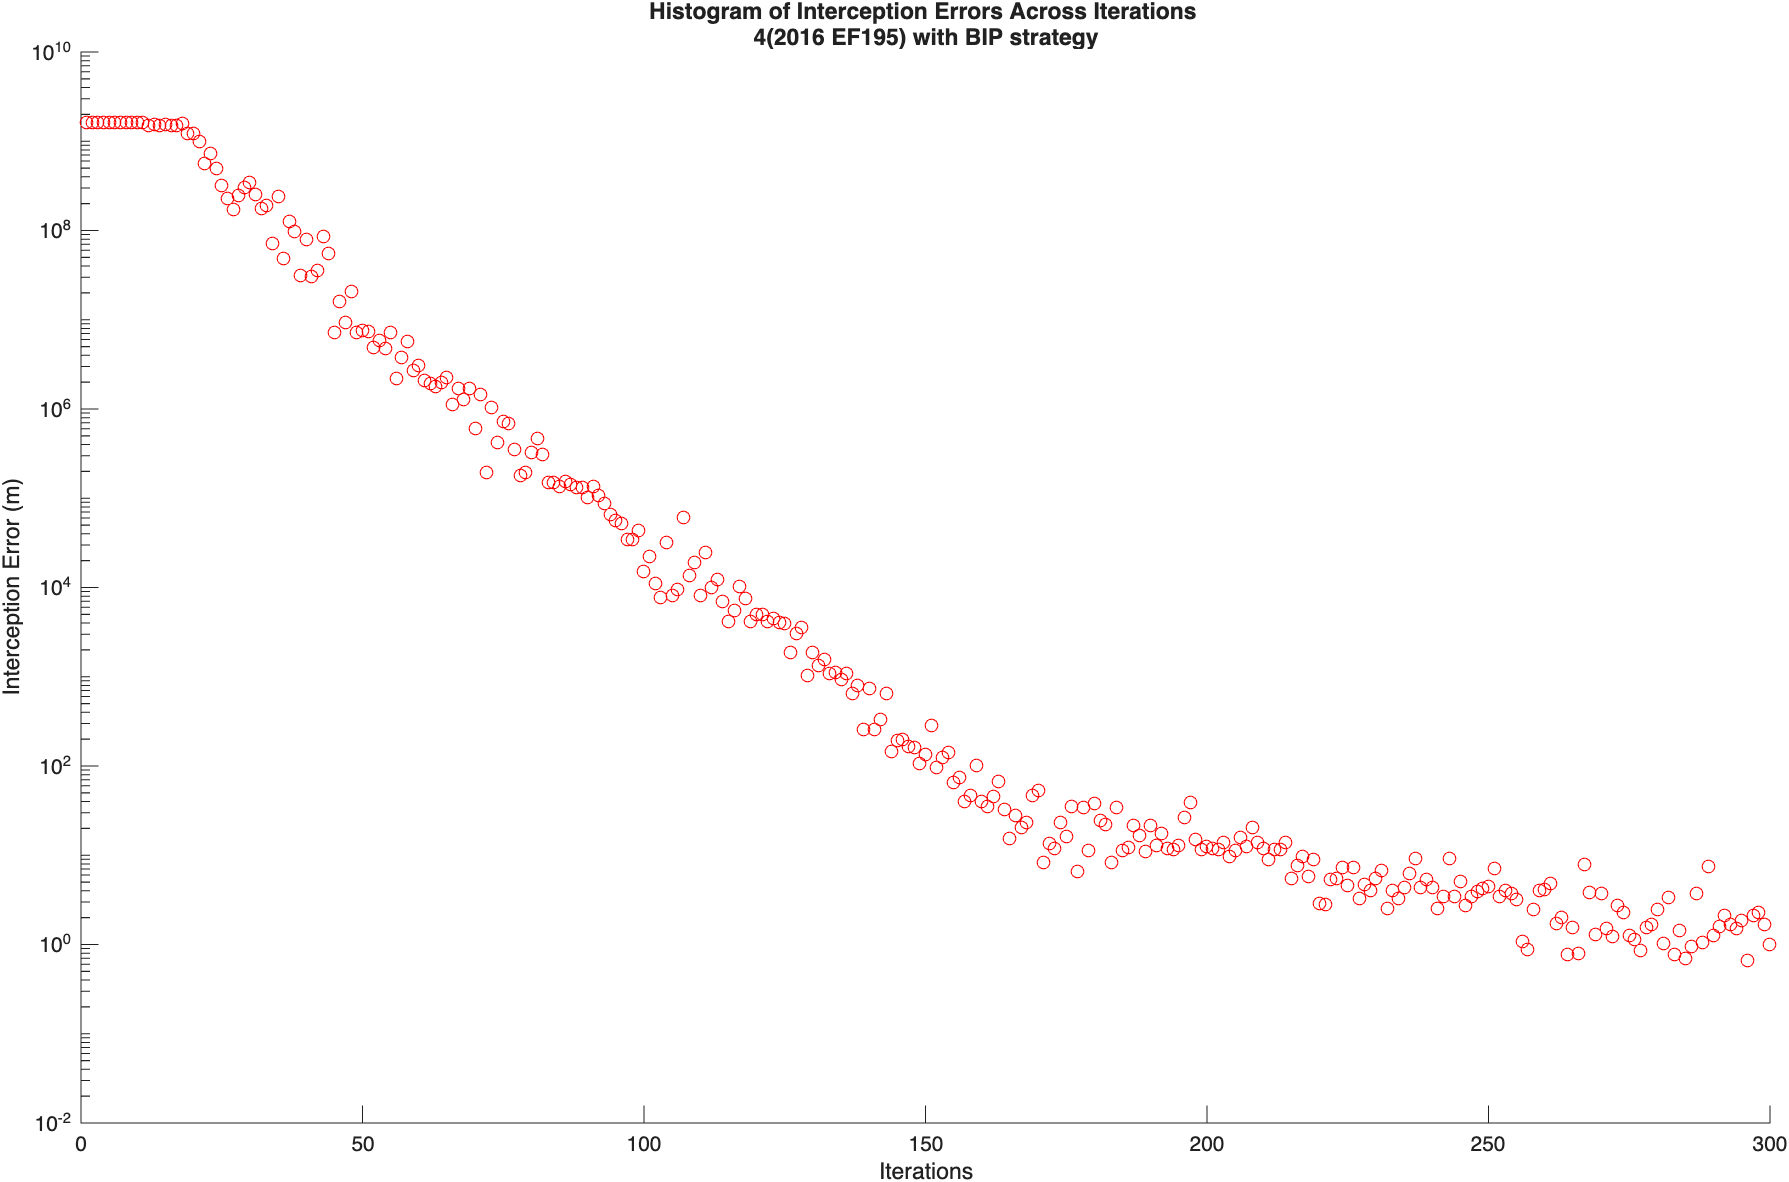 Histogram of Interception Errors Across Iterations
4(2016 EF195) with BIP strategy
10^10
10^8
10^6
10^4
10^2
10^0
10^-2
Interception Error (m)
0 50 100 150 200 250 300
Iterations